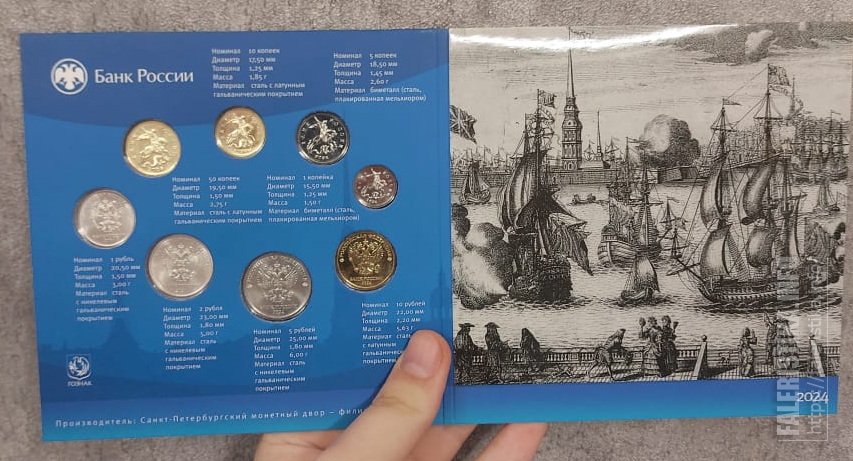 Банк России
Номинал 10 копеек
Диаметр 17,50 мм
Толщина 1,25 мм
Масса 1,85 г
Материал сталь с латунным
гальваническим покрытием
Номинал 5 копеек
Диаметр 18,50 мм
Толщина 1,45 мм
Масса 2,60 г
Материал биметалл (сталь,
плакированная мельхиором)
Номинал 50 копеек
Диаметр 19,50 мм
Толщина 1,50 мм
Масса 2,75 г
Материал сталь с латунным
гальваническим покрытием
Номинал 1 копейка
Диаметр 15,50 мм
Толщина 1,25 мм
Масса 1,50 г
Материал биметалл (сталь,
плакированная мельхиором)
Номинал 1 рубль
Диаметр 20,50 мм
Толщина 1,50 мм
Масса 3,00 г
Материал сталь
с никелевым
гальваническим
покрытием
Номинал 2 рубля
Диаметр 23,00 мм
Толщина 1,80 мм
Масса 5,00 г
Материал сталь
с никелевым
гальваническим
покрытием
Номинал 5 рублей
Диаметр 25,00 мм
Толщина 1,80 мм
Масса 6,00 г
Материал сталь
с никелевым
гальваническим
покрытием
Номинал 10 рублей
Диаметр 22,00 мм
Толщина 2,20 мм
Масса 5,63 г
Материал сталь
с латунным
ГОЗНАК
Производитель: Санкт-Петербургский монетный двор –
2024